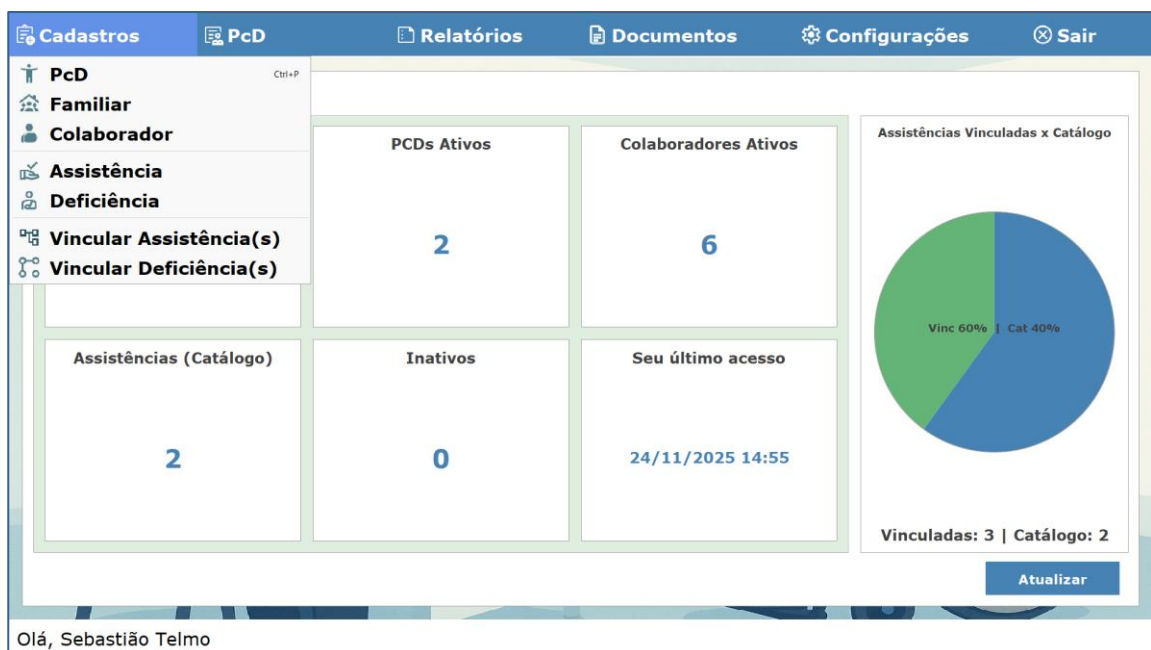 Cadastros PcD Relatórios Documentos Configurações Sair
PcD Ctrl+P
Familiar
Colaborador
Assistência
Deficiência
Vincular Assistência(s)
Vincular Deficiência(s)
PCDs Ativos
2
Colaboradores Ativos
6
Assistências (Catálogo)
2
Inativos
0
Seu último acesso
24/11/2025 14:55
Assistências Vinculadas x Catálogo
Vinc 60% | Cat 40%
Vinculadas: 3 | Catálogo: 2
Atualizar
Olá, Sebastião Telmo